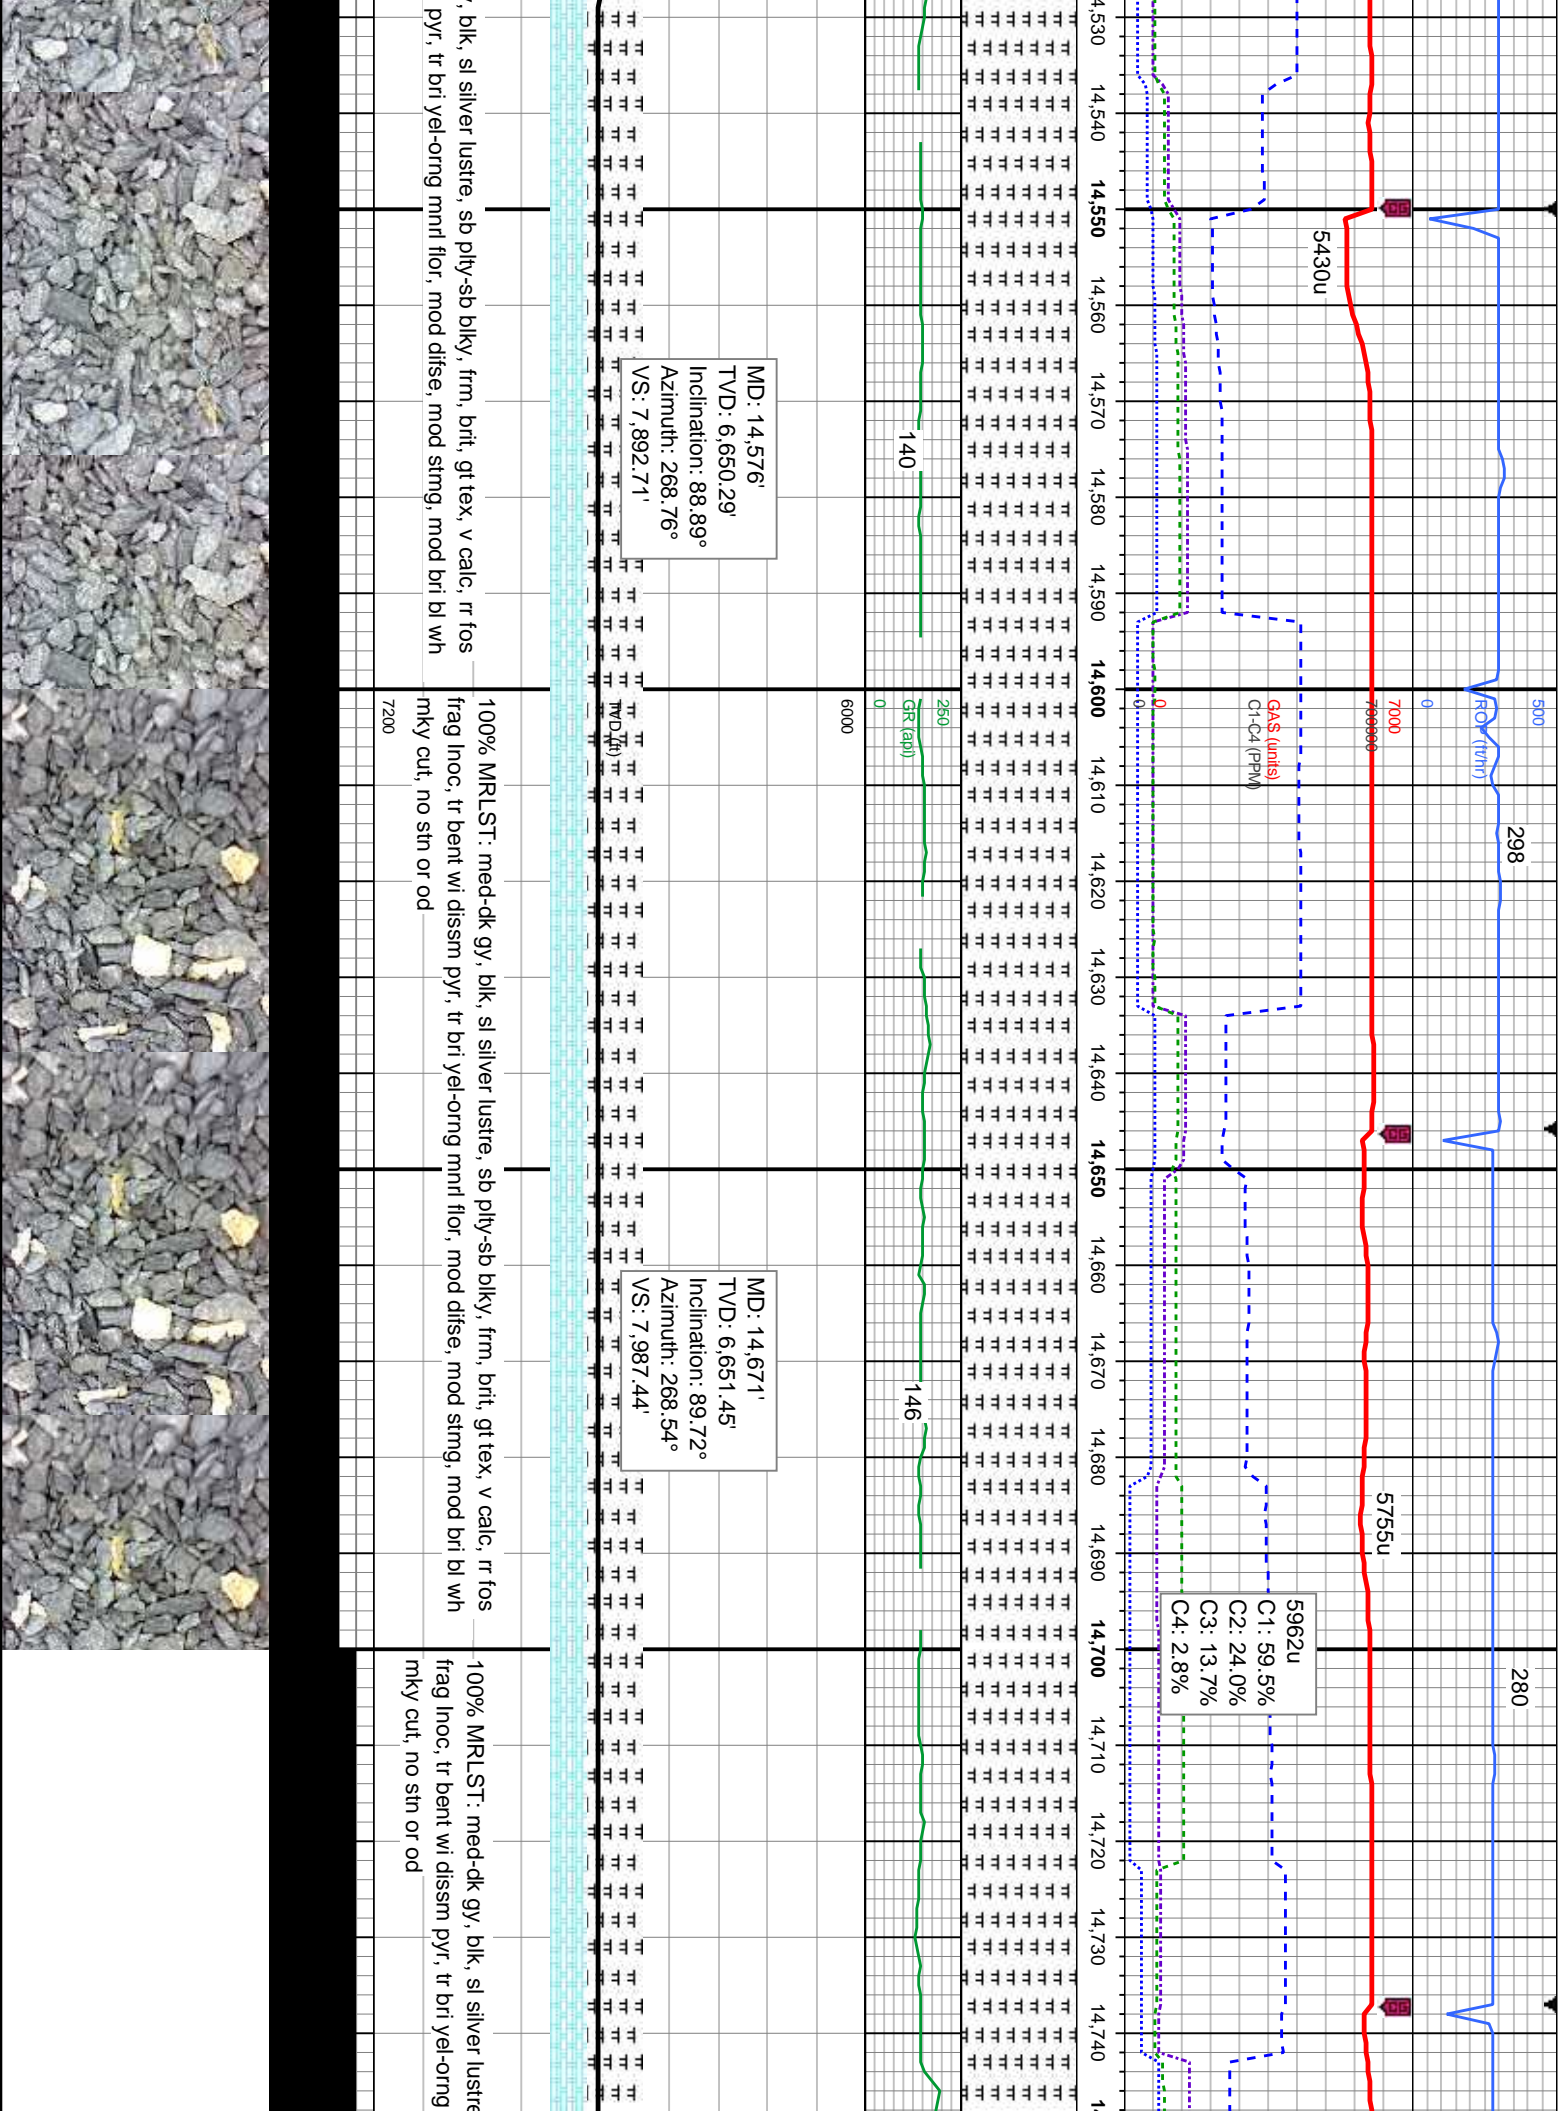 500
ROP (ft/hr)
0
298
280
7000
700000
GAS (units)
C1-C4 (PPM)
0
0
5430u
5755u
5962u
C1: 59.5%
C2: 24.0%
C3: 13.7%
C4: 2.8%
14,540
14,550
14,560
14,570
14,580
14,590
14,600
14,610
14,620
14,630
14,640
14,650
14,660
14,670
14,680
14,690
14,700
14,710
14,720
14,730
14,740
250
GR (api)
0
140
146
6000
TVD (ft)
7200
MD: 14,576'
TVD: 6,650.29'
Inclination: 88.89°
Azimuth: 268.76°
VS: 7,892.71'
MD: 14,671'
TVD: 6,651.45'
Inclination: 89.72°
Azimuth: 268.54°
VS: 7,987.44'
, blk, sl silver lustre, sb plty-sb blky, frm, brit, gt tex, v calc, rr fos
pyr, tr bri yel-orng mnrl flor, mod difse, mod stmg, mod bri bl wh
100% MRLST: med-dk gy, blk, sl silver lustre, sb plty-sb blky, frm, brit, gt tex, v calc, rr fos
frag Inoc, tr bent wi dissm pyr, tr bri yel-orng mnrl flor, mod difse, mod stmg, mod bri bl wh
mky cut, no stn or od
100% MRLST: med-dk gy, blk, sl silver lustre
frag Inoc, tr bent wi dissm pyr, tr bri yel-orng
mky cut, no stn or od